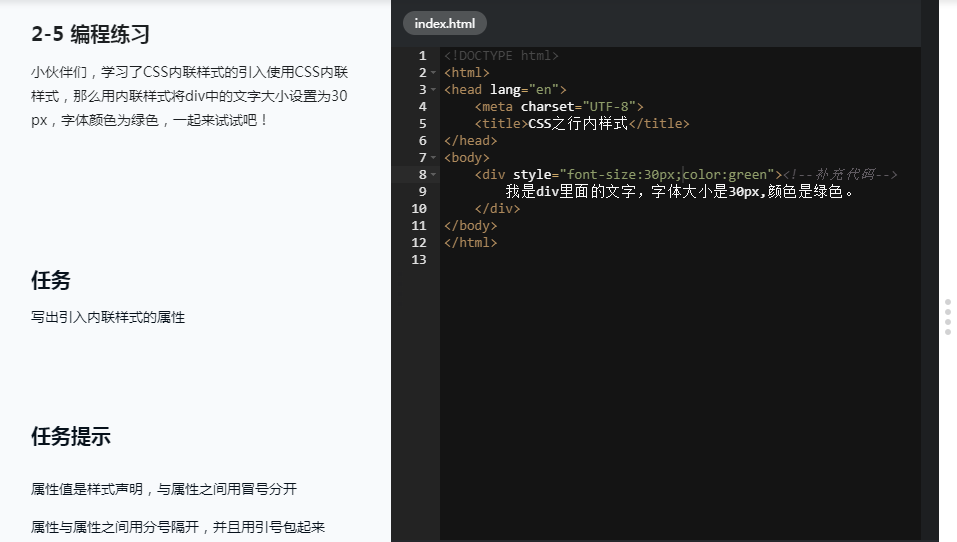 2-5 编程练习
小伙伴们，学习了CSS内联样式的引入使用CSS内联
样式，那么用内联样式将div中的文字大小设置为30
px，字体颜色为绿色，一起来试试吧！
任务
写出引入内联样式的属性
任务提示
属性值是样式声明，与属性之间用冒号分开
属性与属性之间用分号隔开，并且用引号包起来
index.html
1 <!DOCTYPE html>
2 <html>
3 <head lang="en">
4     <meta charset="UTF-8">
5     <title>CSS之行内样式</title>
6 </head>
7 <body>
8     <div style="font-size:30px;color:green"><!--补充代码-->
9         我是div里面的文字，字体大小是30px,颜色是绿色。
10     </div>
11 </body>
12 </html>
13